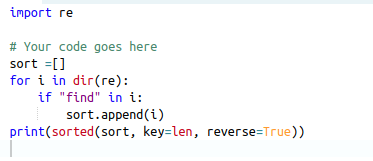 import re
# Your code goes here
sort =[]
for i in dir(re):
    if "find" in i:
        sort.append(i)
print(sorted(sort, key=len, reverse=True))